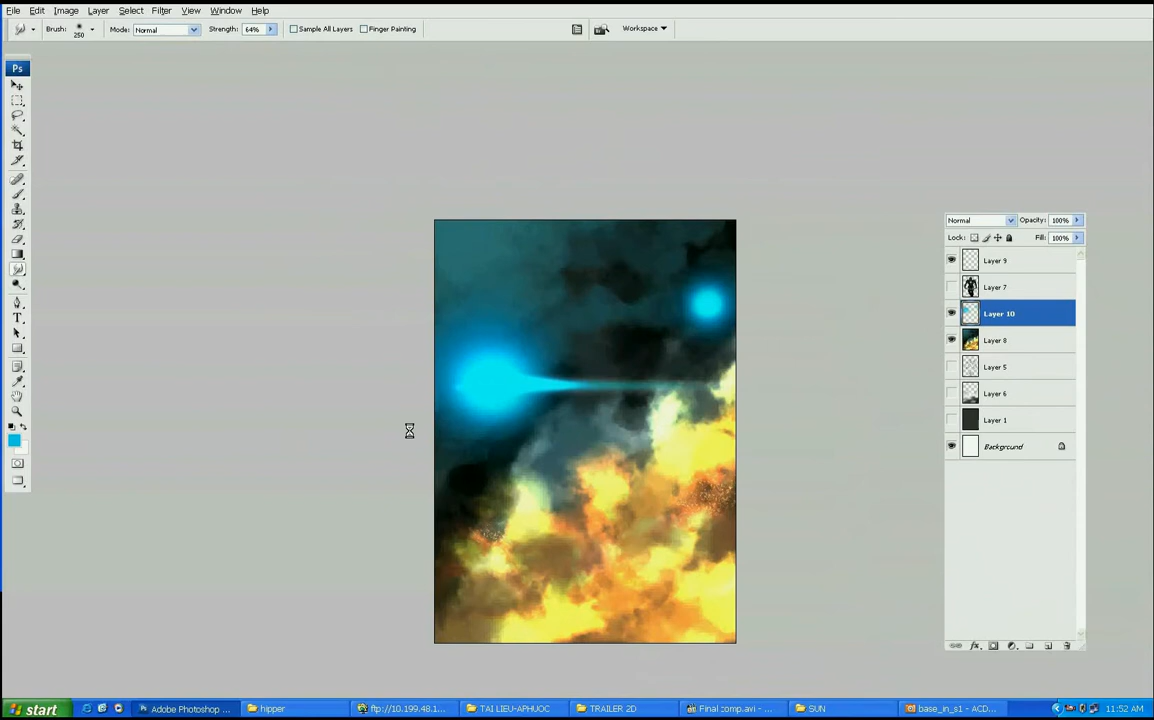 File Edit Image Layer Select Filter View Window Help
Brush: 250 Mode: Normal Strength: 64% Sample All Layers Finger Painting Workspace
Ps
T
Normal Opacity: 100%
Lock: Fill: 100%
Layer 9
Layer 7
Layer 10
Layer 8
Layer 5
Layer 6
Layer 1
Background
fx
start Adobe Photoshop ... hipper ftp://10.199.48.1... TAI LIEU-APHUOC TRAILER 2D Final comp.avi - ... SUN base_in_s1 - ACD... 11:52 AM